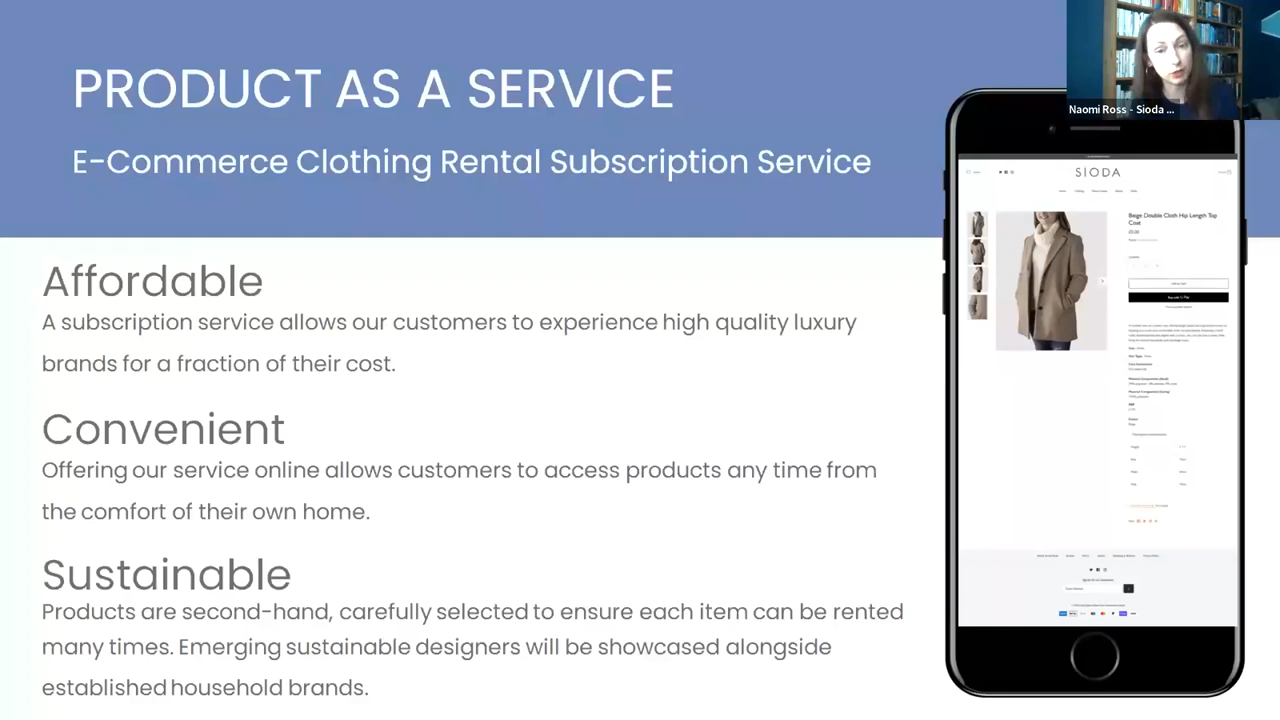 PRODUCT AS A SERVICE
E-Commerce Clothing Rental Subscription Service
Naomi Ross - Sioda ...
Affordable
A subscription service allows our customers to experience high quality luxury
brands for a fraction of their cost.
Convenient
Offering our service online allows customers to access products any time from
the comfort of their own home.
Sustainable
Products are second-hand, carefully selected to ensure each item can be rented
many times. Emerging sustainable designers will be showcased alongside
established household brands.
SIODA
Beige Double Cloth Hip Length Top
Coat